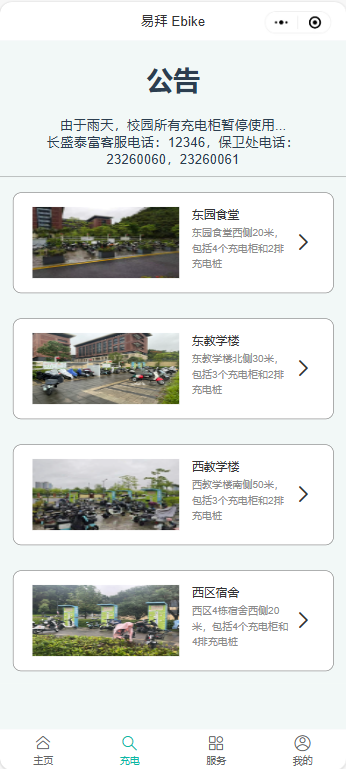 易拜 Ebike
公告
由于雨天，校园所有充电柜暂停使用...
长盛泰富客服电话：12346，保卫处电话：
23260060，23260061
东园食堂
东园食堂西侧20米，
包括4个充电柜和2排
充电桩
东教学楼
东教学楼北侧30米，
包括3个充电柜和2排
充电桩
西教学楼
西教学楼南侧50米，
包括3个充电柜和2排
充电桩
西区宿舍
西区4栋宿舍西侧20
米，包括4个充电柜和
4排充电桩
主页
充电
服务
我的